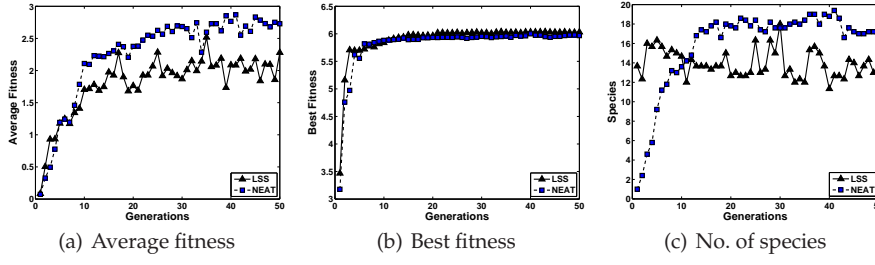 3
2.5
2
1.5
1
0.5
0
0 10 20 30 40 50
Average Fitness
Generations
LSS
NEAT
(a) Average fitness
6.5
6
5.5
5
4.5
4
3.5
3
0 10 20 30 40 50
Best Fitness
Generations
LSS
NEAT
(b) Best fitness
20
18
16
14
12
10
8
6
4
2
0
0 10 20 30 40 50
Species
Generations
LSS
NEAT
(c) No. of species